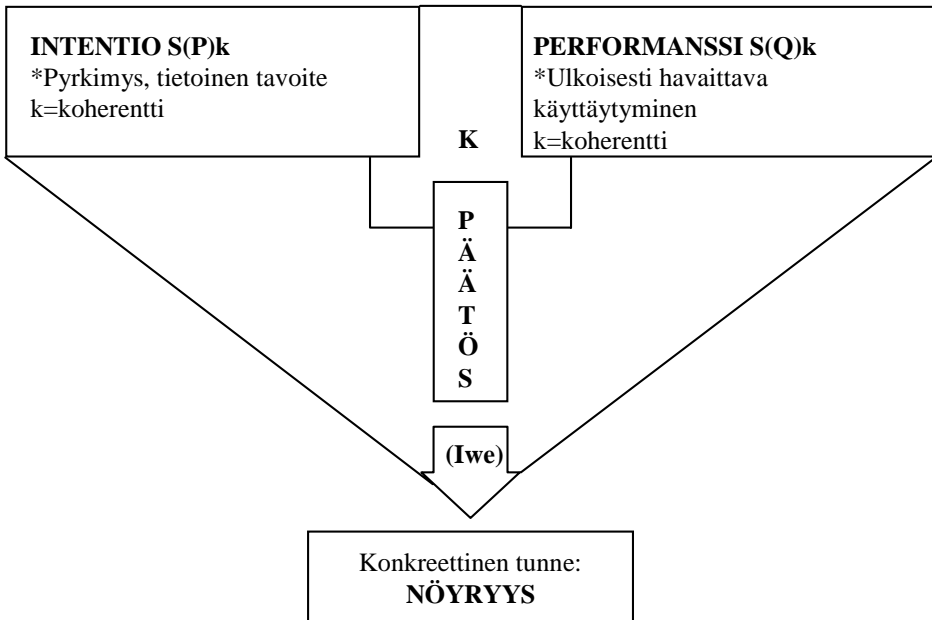 INTENTIO S(P)k
*Pyrkimys, tietoinen tavoite
k=koherentti
PERFORMANSSI S(Q)k
*Ulkoisesti havaittava
käyttäytyminen
k=koherentti
K
P
Ä
Ä
T
Ö
S
(Iwe)
Konkreettinen tunne:
NÖYRYYS